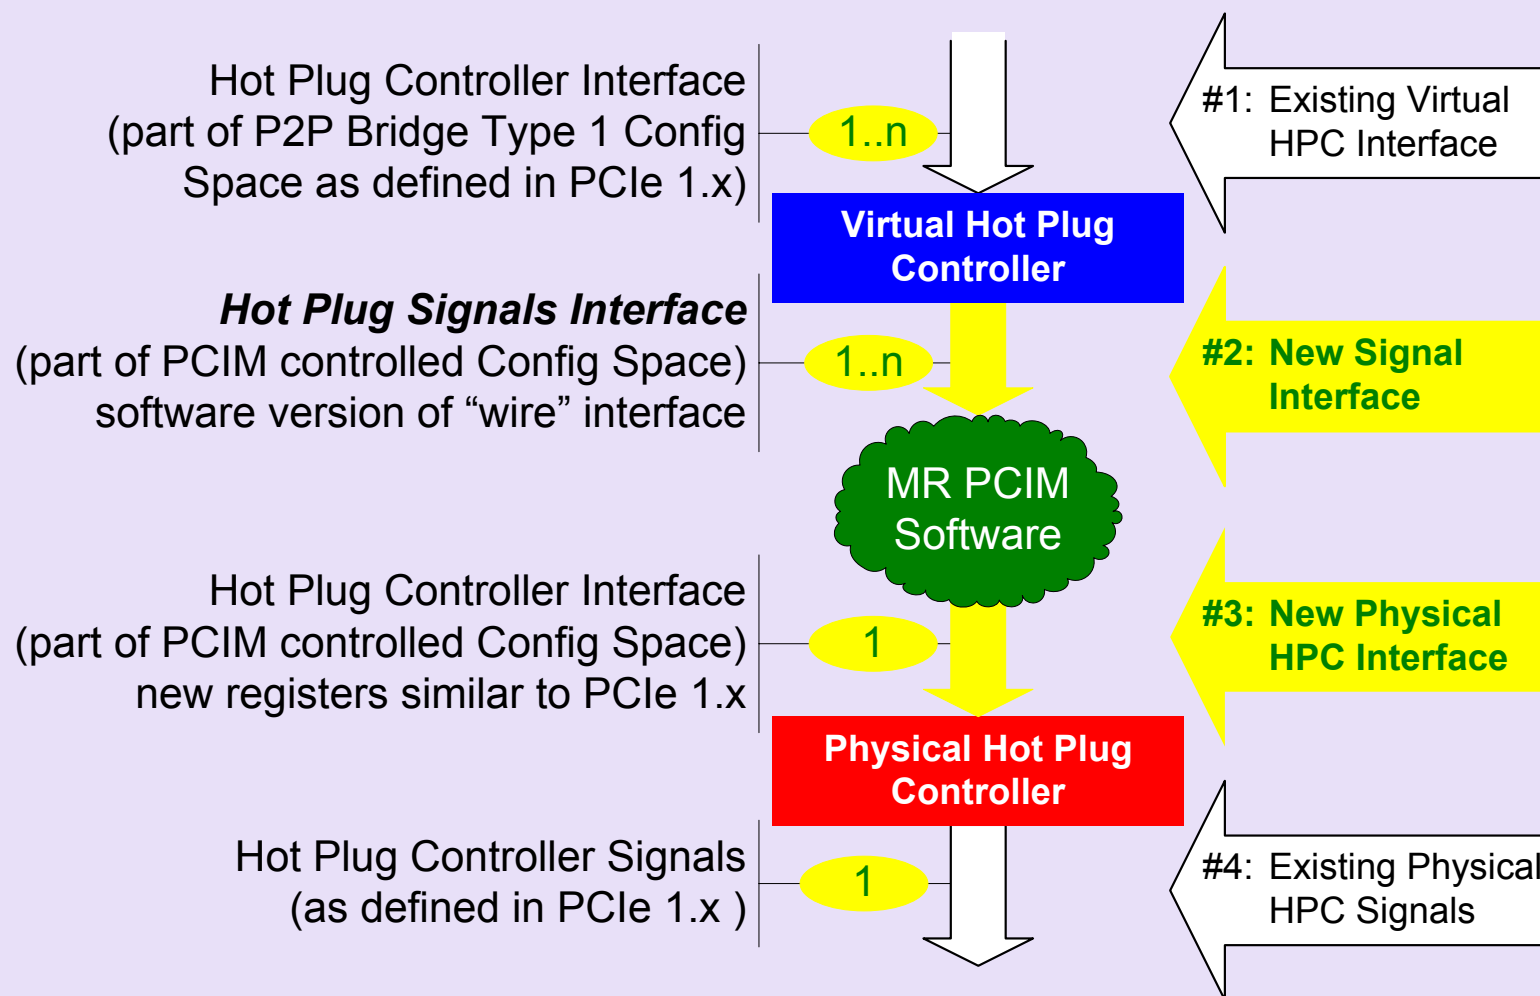 Hot Plug Controller Interface
(part of P2P Bridge Type 1 Config
Space as defined in PCIe 1.x)
1..n
#1: Existing Virtual
HPC Interface
Virtual Hot Plug
Controller
Hot Plug Signals Interface
(part of PCIM controlled Config Space)
software version of “wire” interface
1..n
#2: New Signal
Interface
MR PCIM
Software
Hot Plug Controller Interface
(part of PCIM controlled Config Space)
new registers similar to PCIe 1.x
1
#3: New Physical
HPC Interface
Physical Hot Plug
Controller
Hot Plug Controller Signals
(as defined in PCIe 1.x )
1
#4: Existing Physical
HPC Signals